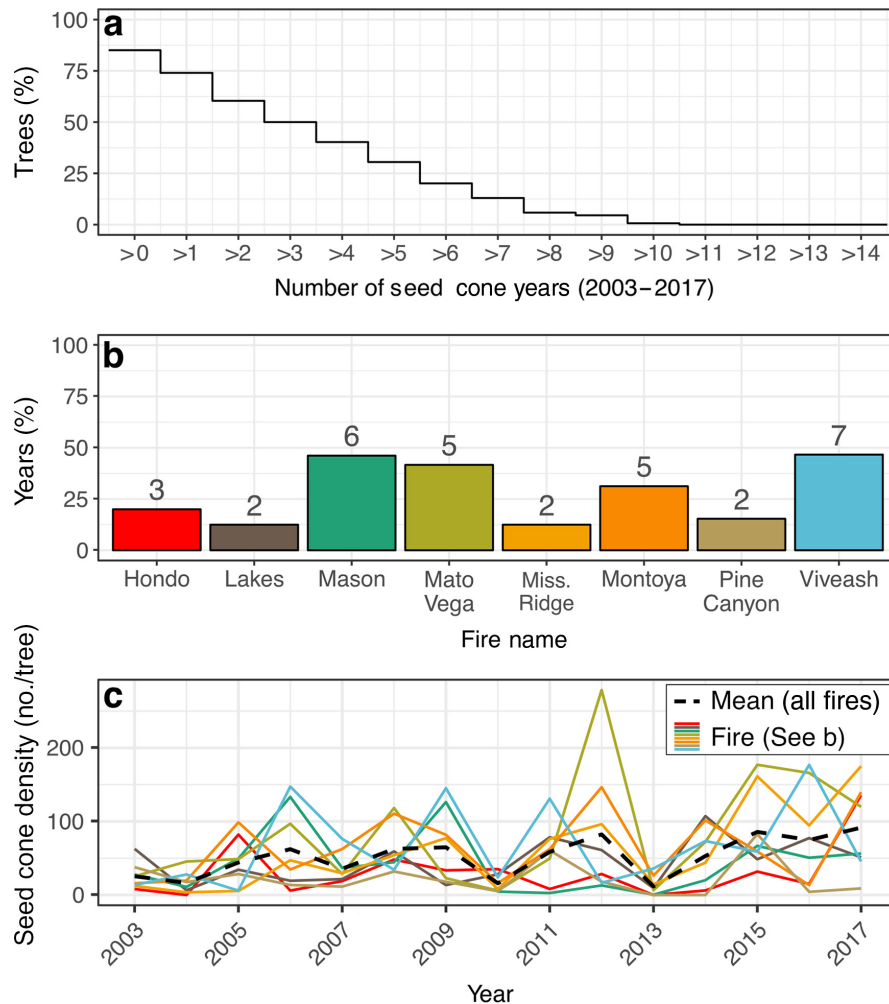 a
100
75
50
25
0
Trees (%)
>0 >1 >2 >3 >4 >5 >6 >7 >8 >9 >10 >11 >12 >13 >14
Number of seed cone years (2003–2017)
b
100
75
50
25
0
Years (%)
3 2 6 5 2 5 2 7
Hondo Lakes Mason Mato Vega Miss. Ridge Montoya Pine Canyon Viveash
Fire name
c
Seed cone density (no./tree)
200
100
0
Mean (all fires)
Fire (See b)
2003 2005 2007 2009 2011 2013 2015 2017
Year